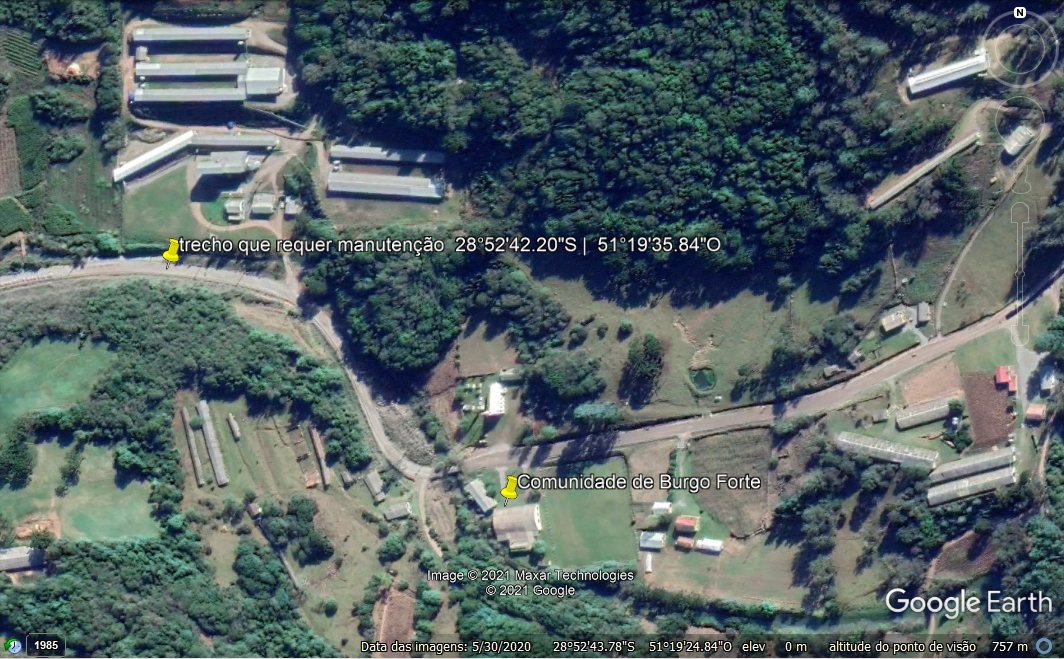 N
trecho que requer manutenção 28°52'42.20"S | 51°19'35.84"O
Comunidade de Burgo Forte
Image © 2021 Maxar Technologies
© 2021 Google
Google Earth
1985
Data das imagens: 5/30/2020 28°52'43.78"S 51°19'24.84"O elev 0 m altitude do ponto de visão 757 m